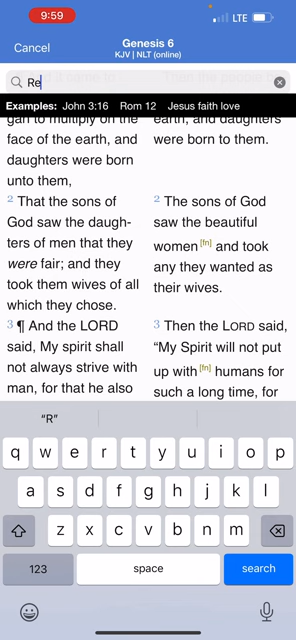 9:59
LTE
Cancel
Genesis 6
KJV | NLT (online)
Re
Examples: John 3:16 Rom 12 Jesus faith love
gan to multiply on the
face of the earth, and
daughters were born
unto them,
2 That the sons of
God saw the daugh-
ters of men that they
were fair; and they
took them wives of all
which they chose.
3 ¶ And the LORD
said, My spirit shall
not always strive with
man, for that he also
earth, and daughters
were born to them.
2 The sons of God
saw the beautiful
women [fn] and took
any they wanted as
their wives.
3 Then the LORD said,
“My Spirit will not put
up with [fn] humans for
such a long time, for
“R”
q w e r t y u i o p
a s d f g h j k l
z x c v b n m
123 space search